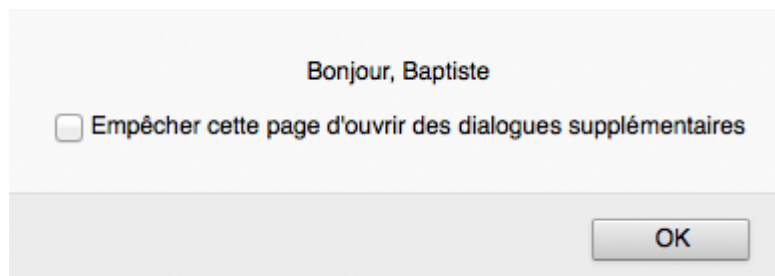 Bonjour, Baptiste
Empêcher cette page d'ouvrir des dialogues supplémentaires
OK